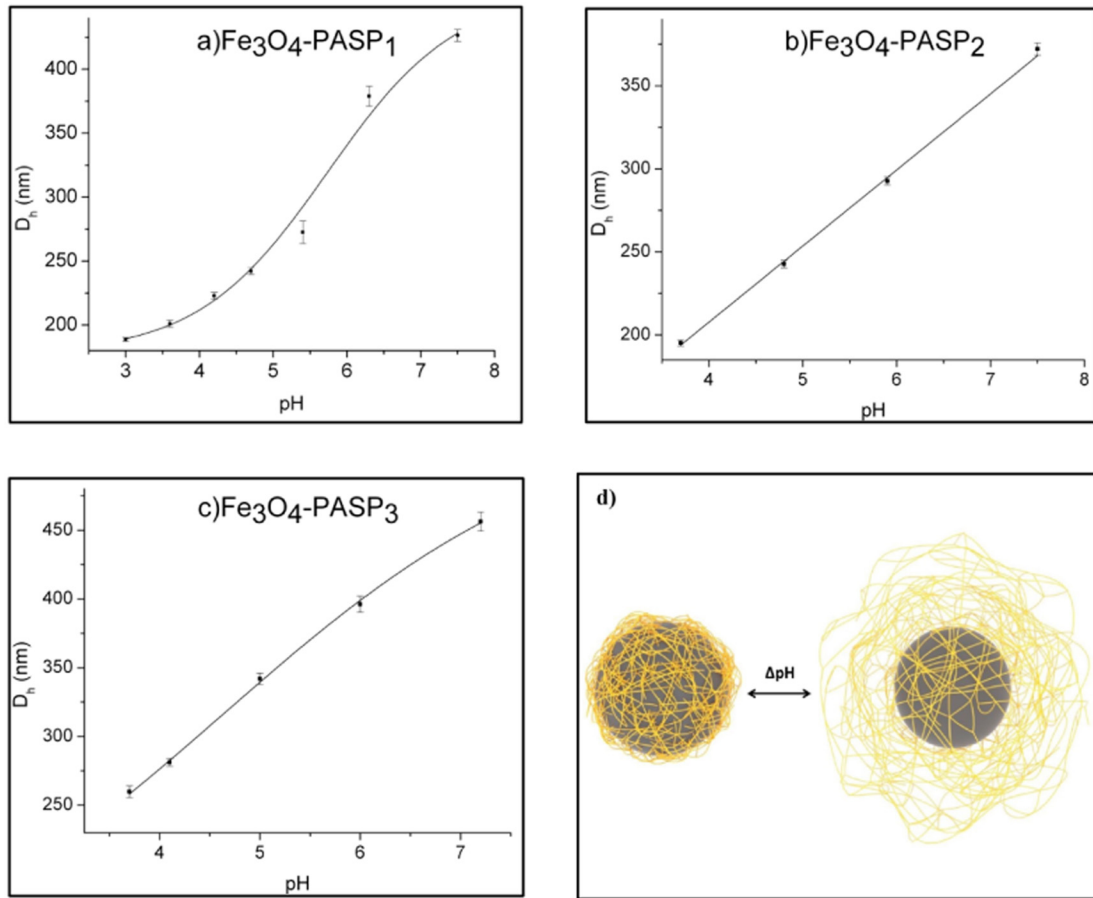 a)Fe₃O₄-PASP₁
400
350
300
250
200
Dₕ (nm)
3 4 5 6 7 8
pH
b)Fe₃O₄-PASP₂
350
300
250
200
Dₕ (nm)
4 5 6 7 8
pH
c)Fe₃O₄-PASP₃
450
400
350
300
250
Dₕ (nm)
4 5 6 7
pH
d)
ΔpH